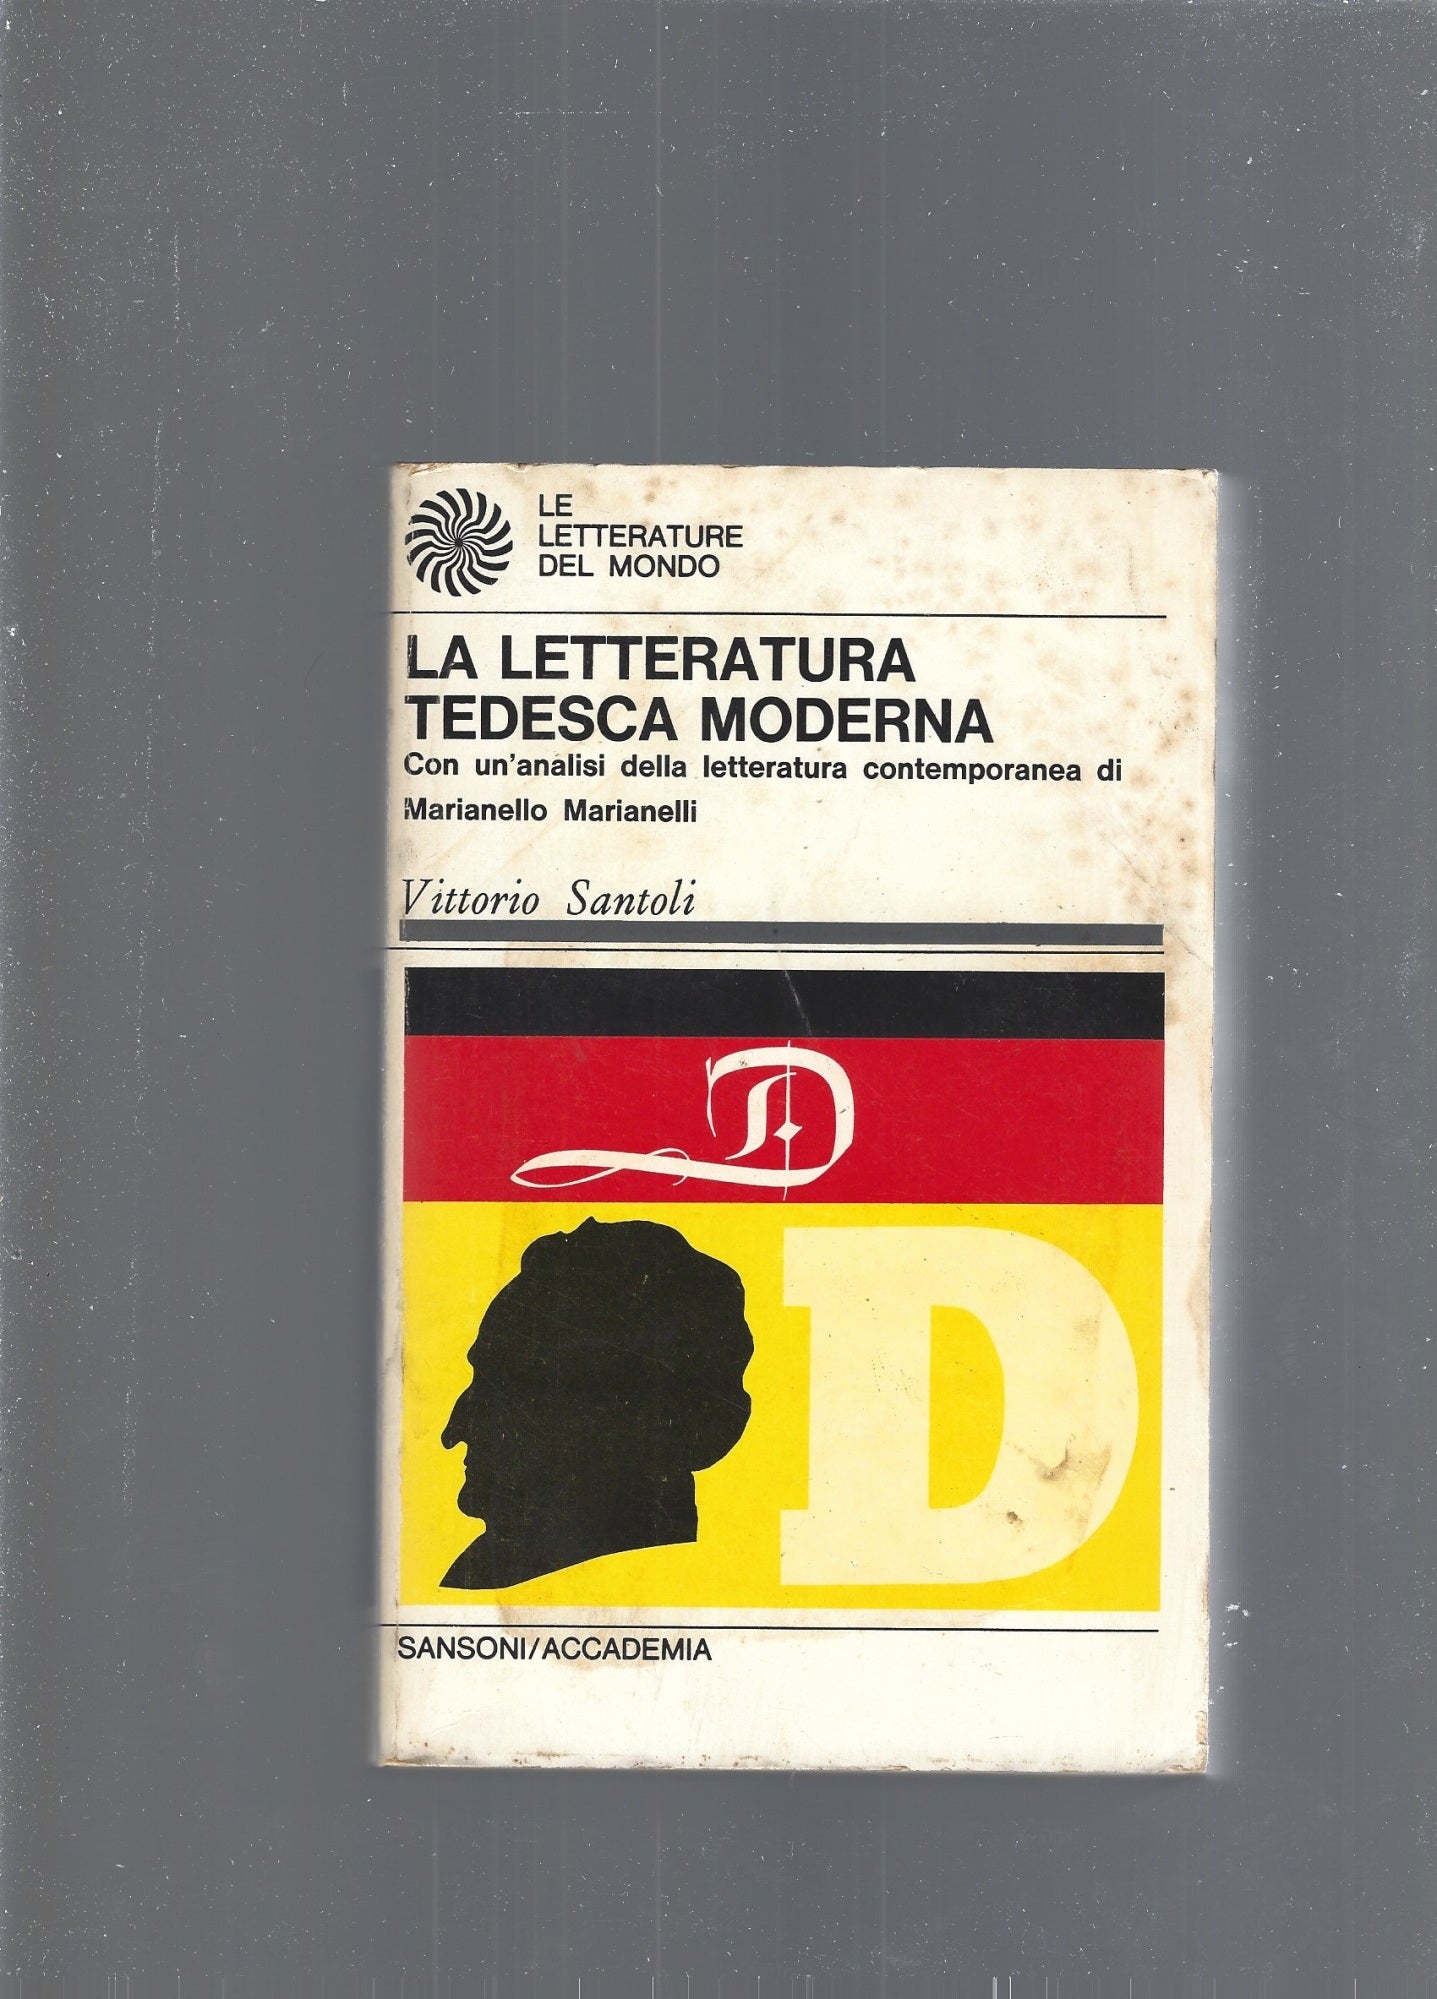 LE
LETTERATURE
DEL MONDO
LA LETTERATURA
TEDESCA MODERNA
Con un'analisi della letteratura contemporanea di
Marianello Marianelli
Vittorio Santoli
D
D
SANSONI/ACCADEMIA